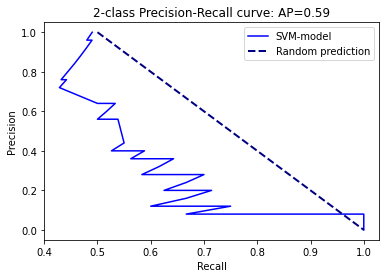 2-class Precision-Recall curve: AP=0.59
SVM-model
Random prediction
Precision
1.0
0.8
0.6
0.4
0.2
0.0
0.4
0.5
0.6
0.7
0.8
0.9
1.0
Recall